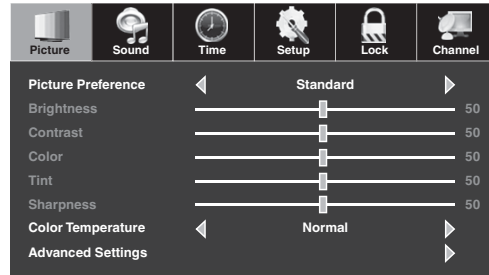 Picture Sound Time Setup Lock Channel
Picture Preference Standard
Brightness 50
Contrast 50
Color 50
Tint 50
Sharpness 50
Color Temperature Normal
Advanced Settings